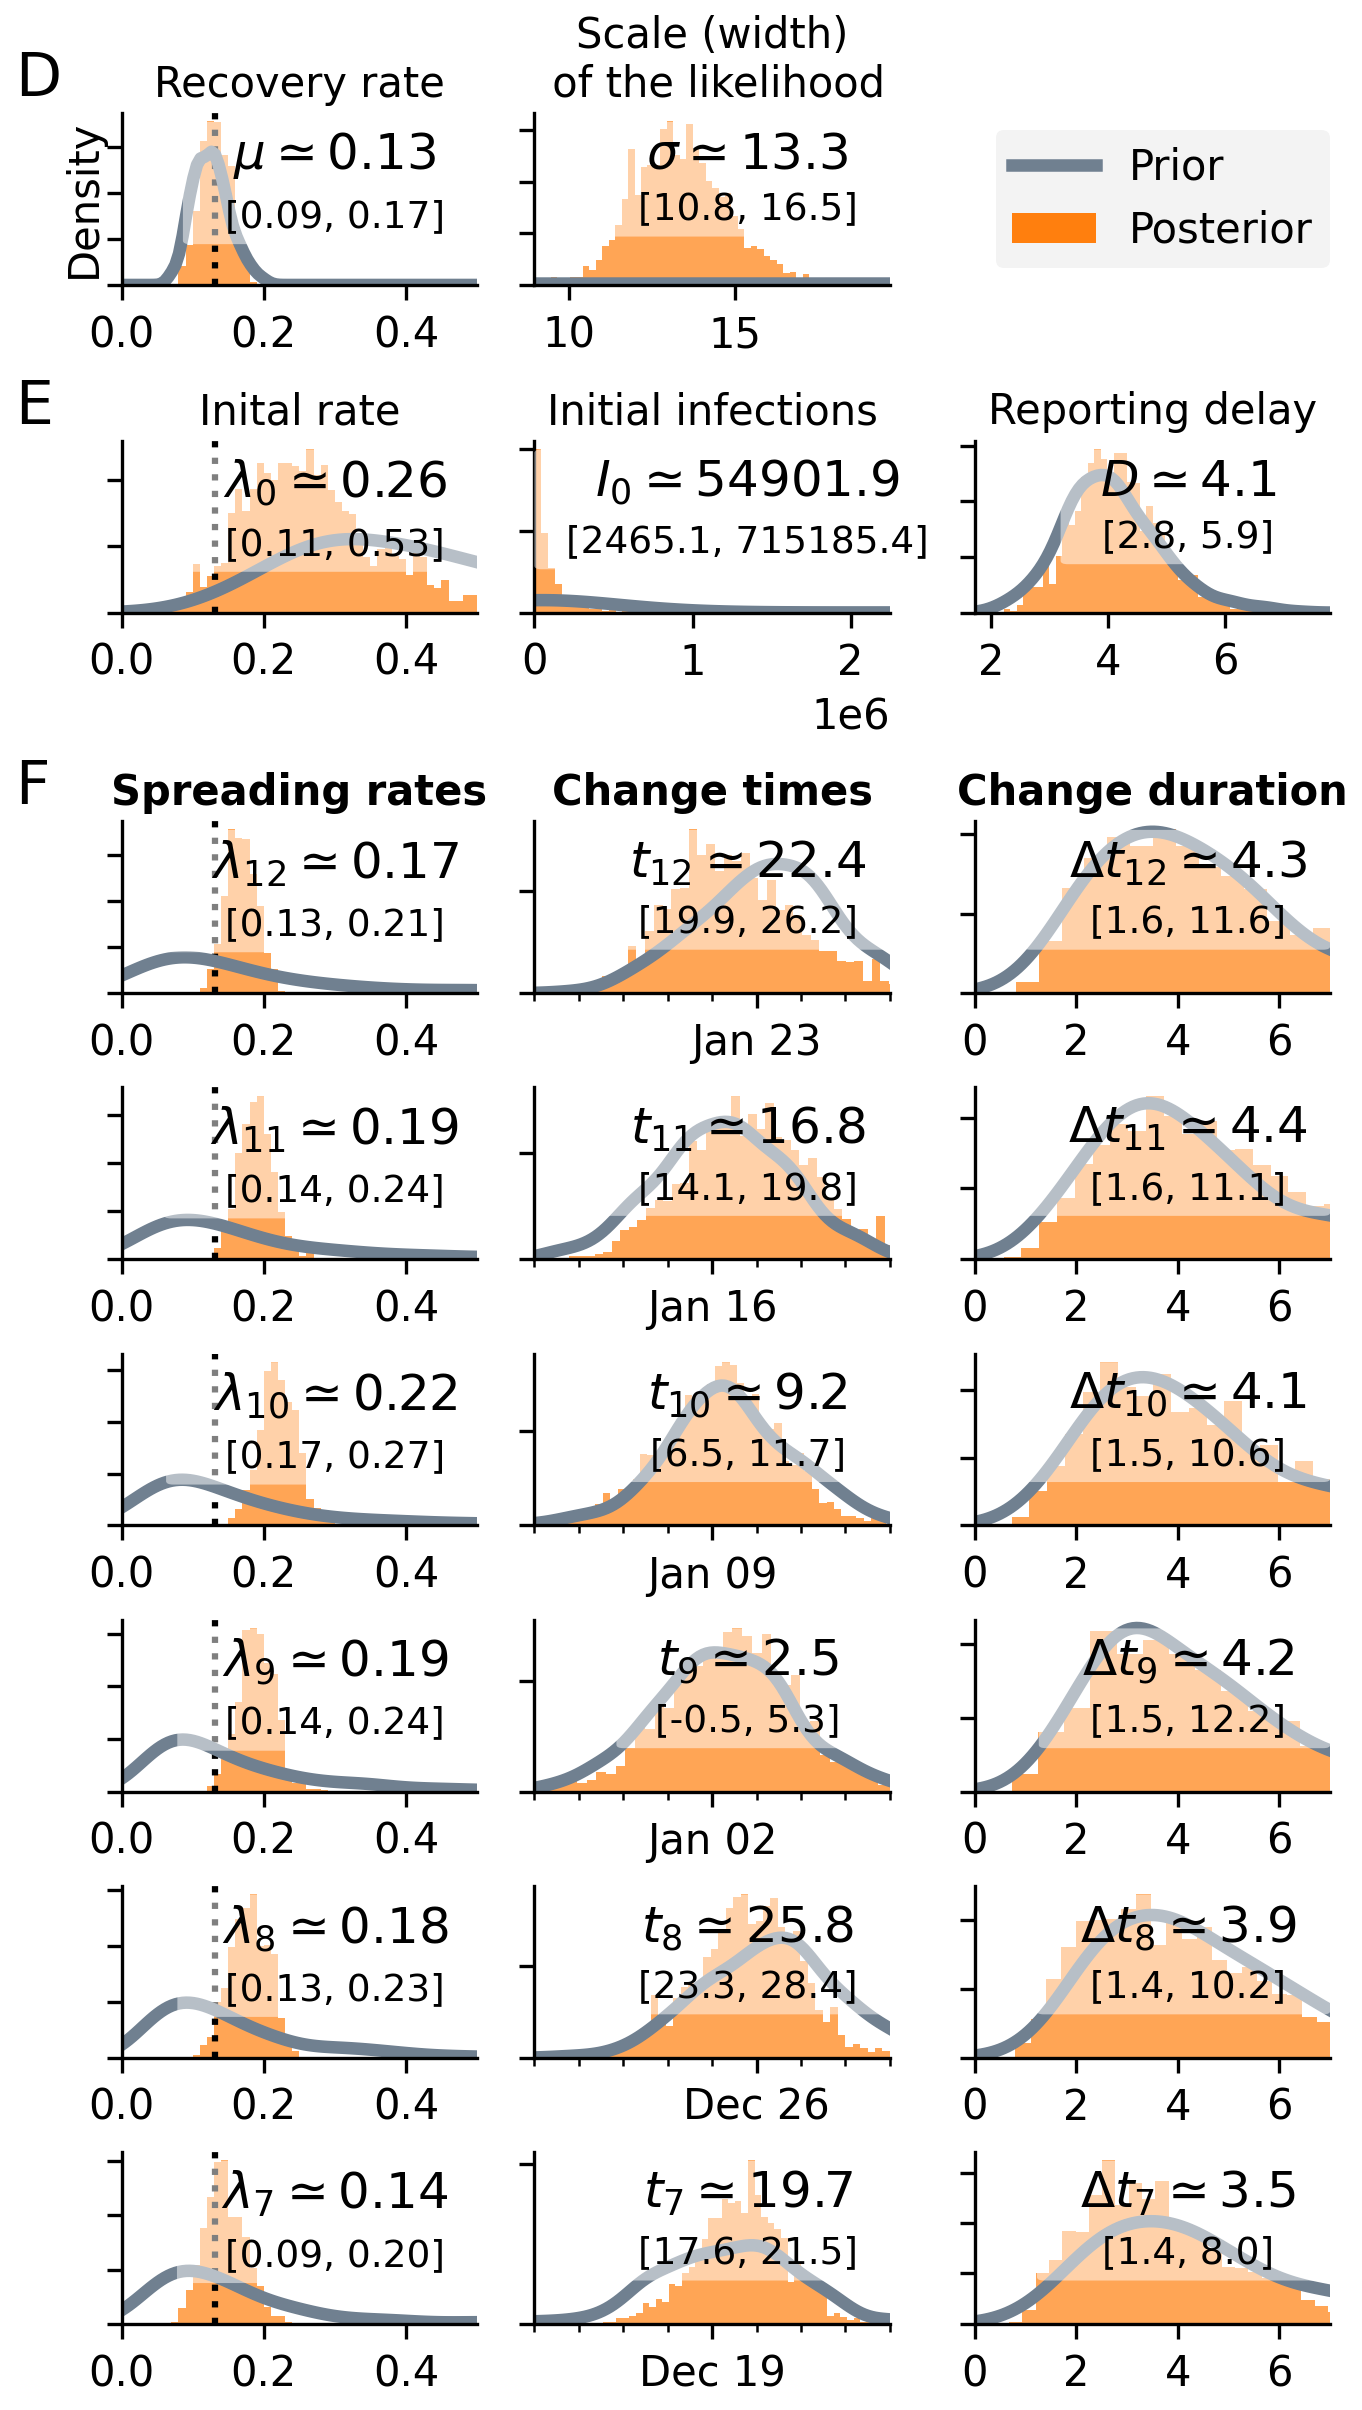 D
Recovery rate
Scale (width)
of the likelihood
Density
μ ≃ 0.13
[0.09, 0.17]
σ ≃ 13.3
[10.8, 16.5]
Prior
Posterior
0.0 0.2 0.4
10 15
E
Inital rate
Initial infections
Reporting delay
λ0 ≃ 0.26
[0.11, 0.53]
I0 ≃ 54901.9
[2465.1, 715185.4]
D ≃ 4.1
[2.8, 5.9]
0.0 0.2 0.4
0 1 2
1e6
2 4 6
F
Spreading rates
Change times
Change duration
λ12 ≃ 0.17
[0.13, 0.21]
t12 ≃ 22.4
[19.9, 26.2]
Δt12 ≃ 4.3
[1.6, 11.6]
0.0 0.2 0.4
Jan 23
0 2 4 6
λ11 ≃ 0.19
[0.14, 0.24]
t11 ≃ 16.8
[14.1, 19.8]
Δt11 ≃ 4.4
[1.6, 11.1]
0.0 0.2 0.4
Jan 16
0 2 4 6
λ10 ≃ 0.22
[0.17, 0.27]
t10 ≃ 9.2
[6.5, 11.7]
Δt10 ≃ 4.1
[1.5, 10.6]
0.0 0.2 0.4
Jan 09
0 2 4 6
λ9 ≃ 0.19
[0.14, 0.24]
t9 ≃ 2.5
[-0.5, 5.3]
Δt9 ≃ 4.2
[1.5, 12.2]
0.0 0.2 0.4
Jan 02
0 2 4 6
λ8 ≃ 0.18
[0.13, 0.23]
t8 ≃ 25.8
[23.3, 28.4]
Δt8 ≃ 3.9
[1.4, 10.2]
0.0 0.2 0.4
Dec 26
0 2 4 6
λ7 ≃ 0.14
[0.09, 0.20]
t7 ≃ 19.7
[17.6, 21.5]
Δt7 ≃ 3.5
[1.4, 8.0]
0.0 0.2 0.4
Dec 19
0 2 4 6